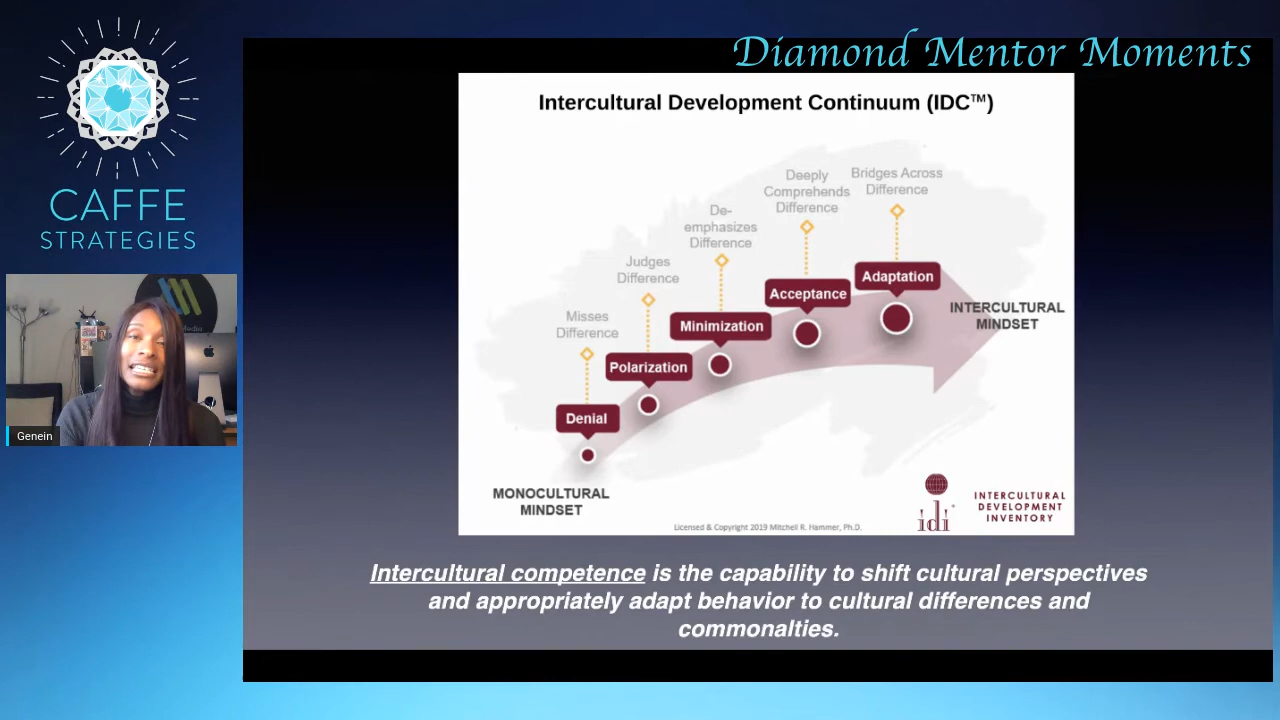 Diamond Mentor Moments
CAFFE
STRATEGIES
Genein
Intercultural Development Continuum (IDC™)
Misses
Difference
Judges
Difference
De-
emphasizes
Difference
Deeply
Comprehends
Difference
Bridges Across
Difference
Denial
Polarization
Minimization
Acceptance
Adaptation
MONOCULTURAL
MINDSET
INTERCULTURAL
MINDSET
Licensed & Copyright 2019 Mitchell R. Hammer, Ph.D.
idi
INTERCULTURAL
DEVELOPMENT
INVENTORY
Intercultural competence is the capability to shift cultural perspectives
and appropriately adapt behavior to cultural differences and
commonalties.